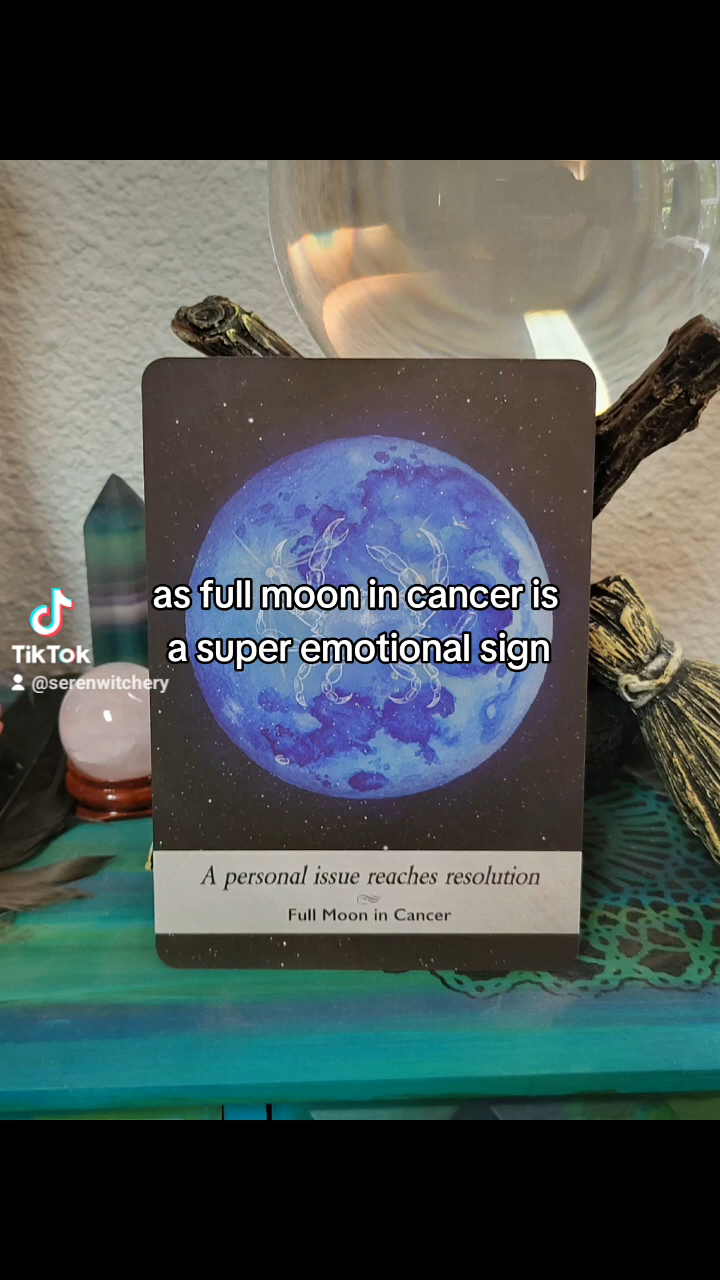 as full moon in cancer is
a super emotional sign
TikTok
@serenwitchery
A personal issue reaches resolution
Full Moon in Cancer